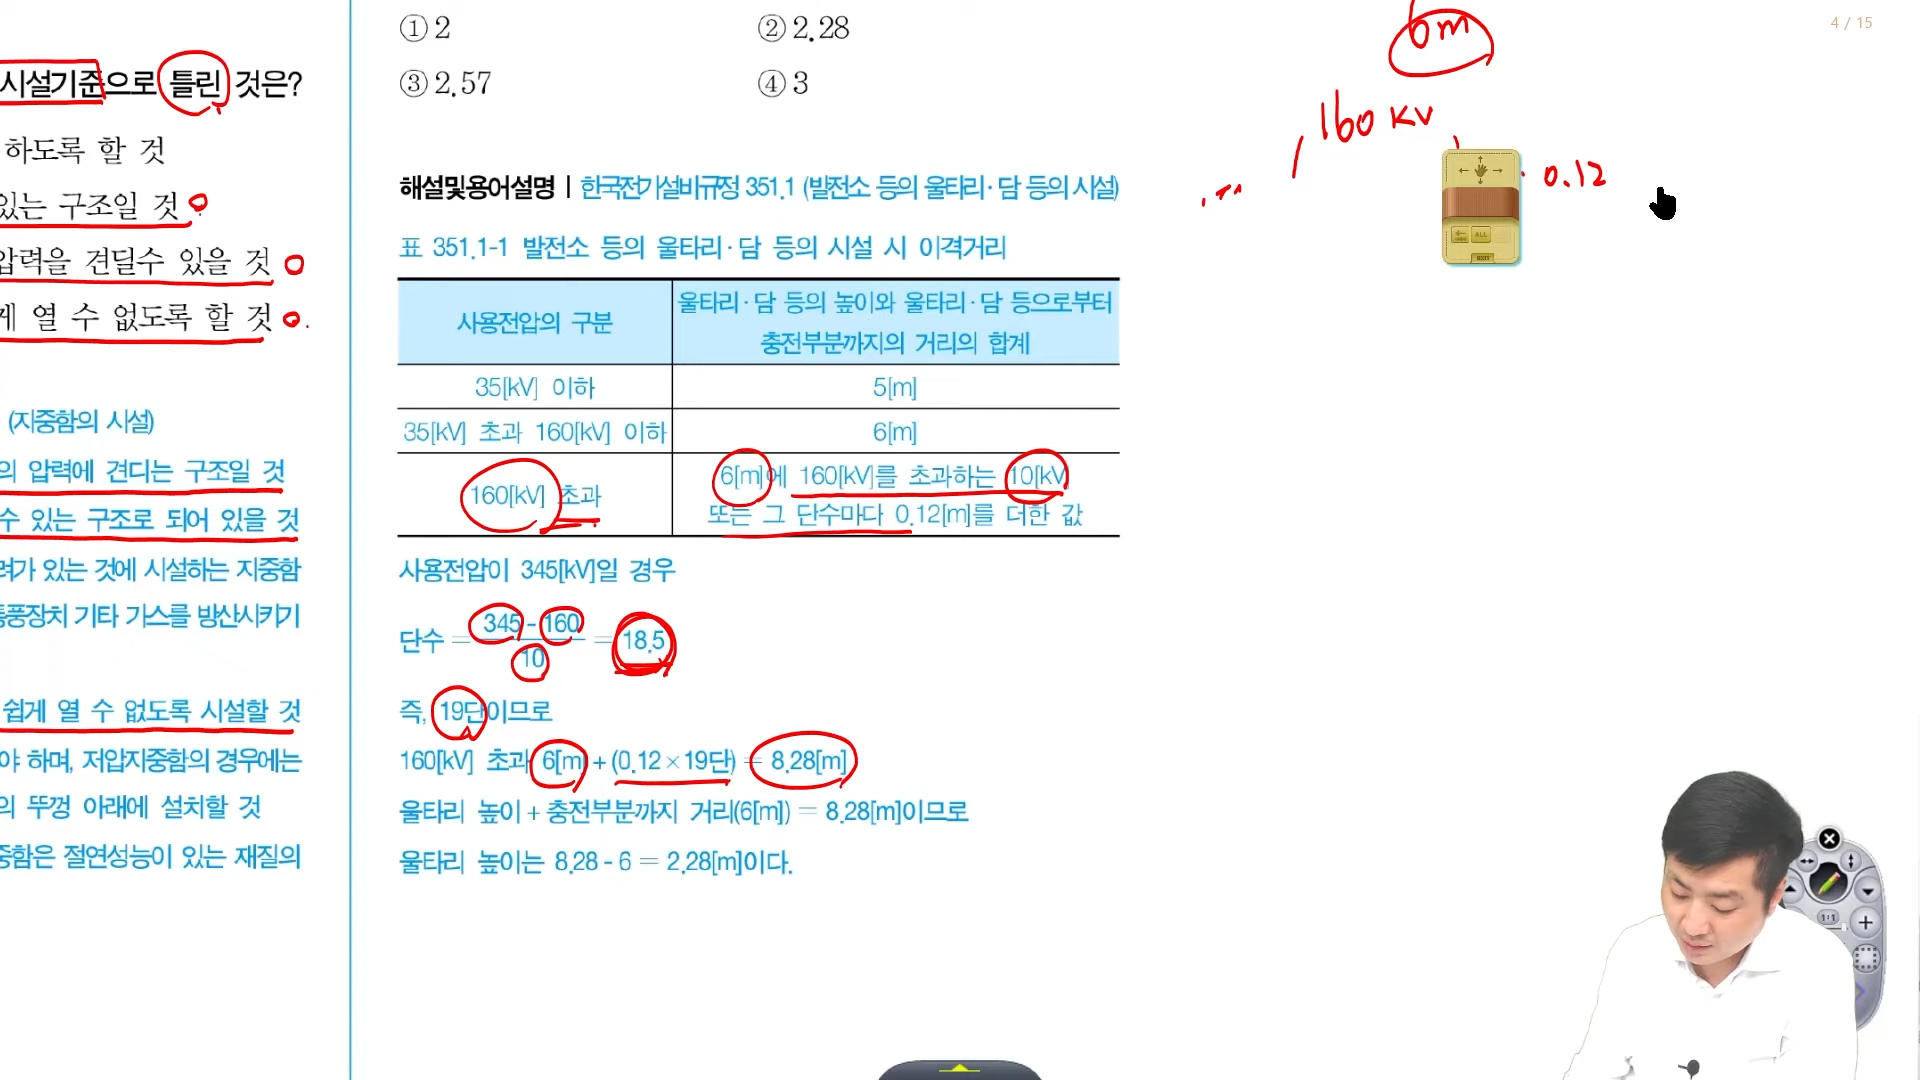 시설기준으로 틀린 것은?
하도록 할 것
있는 구조일 것
압력을 견딜수 있을 것
게 열 수 없도록 할 것
(지중함의 시설)
의 압력에 견디는 구조일 것
수 있는 구조로 되어 있을 것
려가 있는 것에 시설하는 지중함
통풍장치 기타 가스를 방산시키기
쉽게 열 수 없도록 시설할 것
야 하며, 저압지중함의 경우에는
의 뚜껑 아래에 설치할 것
중함은 절연성능이 있는 재질의
① 2 ② 2.28
③ 2.57 ④ 3
해설및용어설명 | 한국전기설비규정 351.1 (발전소 등의 울타리·담 등의 시설)
표 351.1-1 발전소 등의 울타리·담 등의 시설 시 이격거리
사용전압의 구분
울타리·담 등의 높이와 울타리·담 등으로부터
충전부분까지의 거리의 합계
35[kV] 이하 5[m]
35[kV] 초과 160[kV] 이하 6[m]
160[kV] 초과
6[m]에 160[kV]를 초과하는 10[kV
또는 그 단수마다 0.12[m]를 더한 값
사용전압이 345[kV]일 경우
단수 = 345 - 160 / 10 = 18.5
즉, 19단이므로
160[kV] 초과 6[m] + (0.12×19단) = 8.28[m]
울타리 높이 + 충전부분까지 거리(6[m]) = 8.28[m]이므로
울타리 높이는 8.28 - 6 = 2.28[m]이다.
6m
160 KV
0.12
4 / 15
ALL
1:1